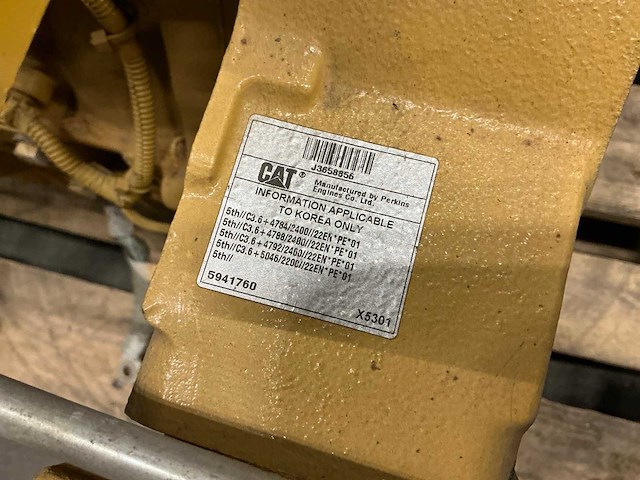 J3658856
CAT® Manufactured by Perkins
Engines Co. Ltd.
INFORMATION APPLICABLE
TO KOREA ONLY
5th//C3.6+4784/2400//22EN*PE*01
5th//C3.6+4788/2400//22EN*PE*01
5th//C3.6+4792/2400//22EN*PE*01
5th//C3.6+5046/2200//22EN*PE*01
5th//
5941760
X5301